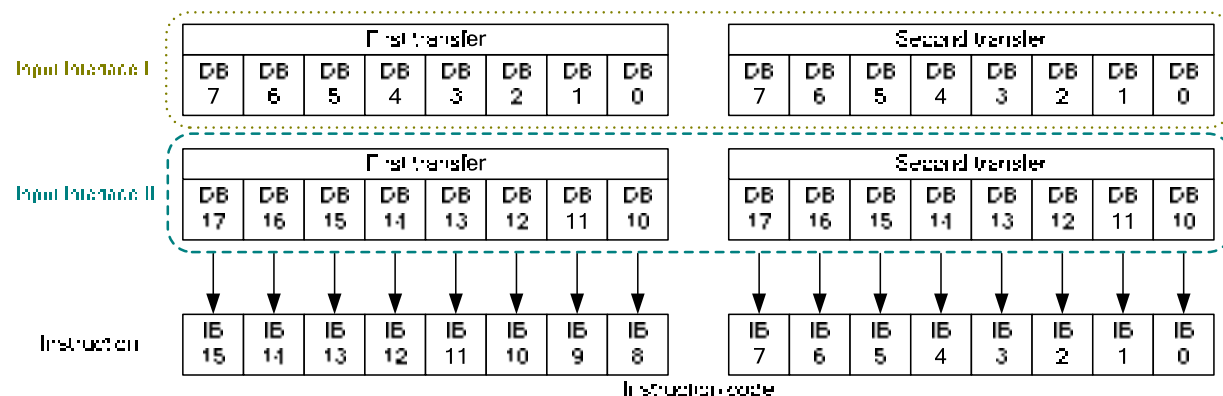 First transfer Second transfer
Input Interface I
DB DB DB DB DB DB DB DB DB DB DB DB DB DB DB DB
7 6 5 4 3 2 1 0 7 6 5 4 3 2 1 0
First transfer Second transfer
Input Interface II
DB DB DB DB DB DB DB DB DB DB DB DB DB DB DB DB
17 16 15 14 13 12 11 10 17 16 15 14 13 12 11 10
IB IB IB IB IB IB IB IB IB IB IB IB IB IB IB IB
Instruction
15 14 13 12 11 10 9 8 7 6 5 4 3 2 1 0
Instruction code